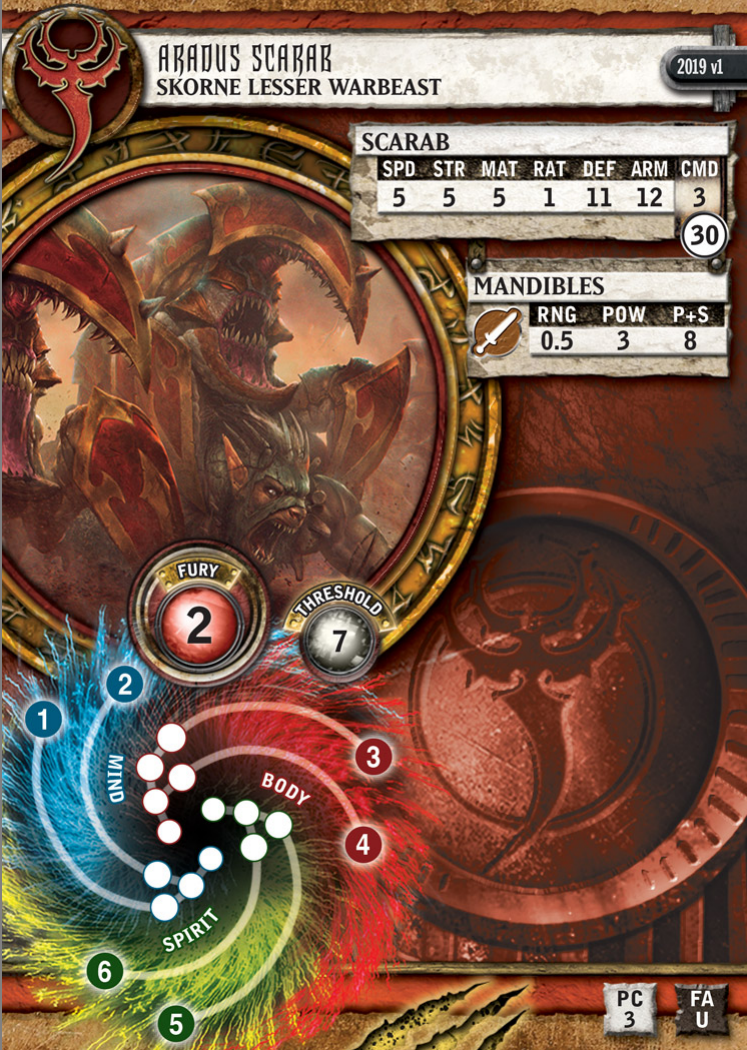 ARADUS SCARAB
SKORNE LESSER WARBEAST
2019 v1
SCARAB
SPD STR MAT RAT DEF ARM CMD
5 5 5 1 11 12 3
30
MANDIBLES
RNG POW P+S
0.5 3 8
FURY
2
THRESHOLD
7
1
2
MIND
3
BODY
4
SPIRIT
6
5
PC
3
FA
U